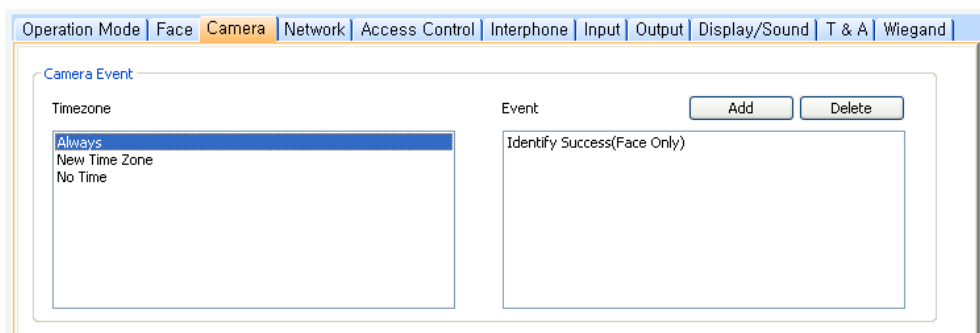 Operation Mode Face Camera Network Access Control Interphone Input Output Display/Sound T & A Wiegand
Camera Event
Timezone
Always
New Time Zone
No Time
Event Add Delete
Identify Success(Face Only)